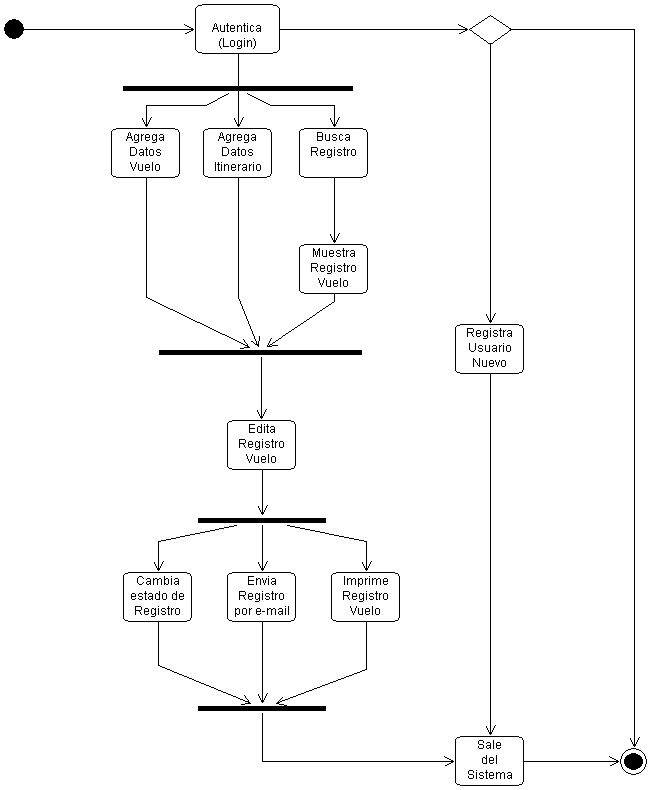 Autentica
(Login)
Agrega
Datos
Vuelo
Agrega
Datos
Itinerario
Busca
Registro
Muestra
Registro
Vuelo
Registra
Usuario
Nuevo
Edita
Registro
Vuelo
Cambia
estado de
Registro
Envia
Registro
por e-mail
Imprime
Registro
Vuelo
Sale
del
Sistema